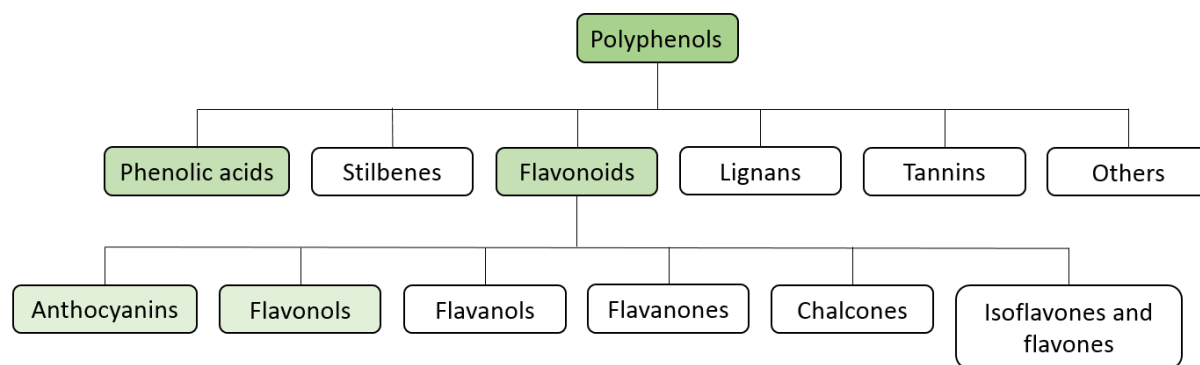 Polyphenols
Phenolic acids
Stilbenes
Flavonoids
Lignans
Tannins
Others
Anthocyanins
Flavonols
Flavanols
Flavanones
Chalcones
Isoflavones and
flavones